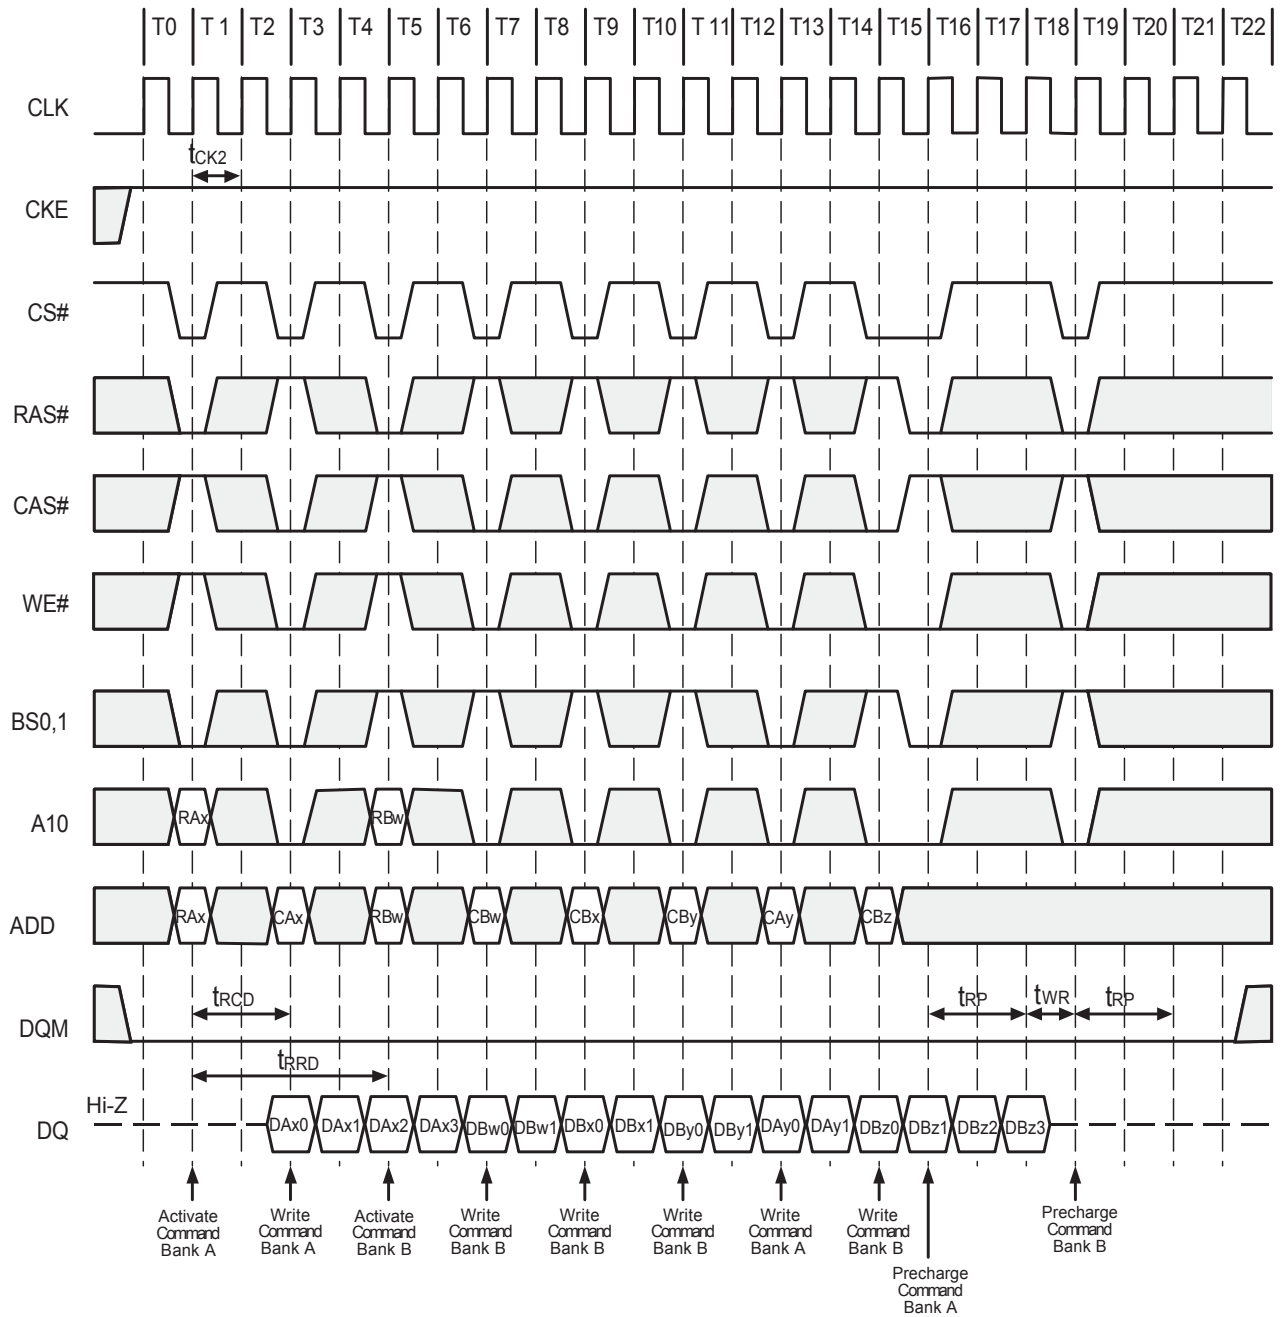 T0 T 1 T2 T3 T4 T5 T6 T7 T8 T9 T10 T 11 T12 T13 T14 T15 T16 T17 T18 T19 T20 T21 T22
CLK
tCK2
CKE
CS#
RAS#
CAS#
WE#
BS0,1
A10
RAx RBw
ADD
RAx CAx RBw CBw CBx CBy CAy CBz
DQM
tRCD tRP tWR tRP
tRRD
Hi-Z
DQ
DAx0 DAx1 DAx2 DAx3 DBw0 DBw1 DBx0 DBx1 DBy0 DBy1 DAy0 DAy1 DBz0 DBz1 DBz2 DBz3
Activate
Command
Bank A
Write
Command
Bank A
Activate
Command
Bank B
Write
Command
Bank B
Write
Command
Bank B
Write
Command
Bank B
Write
Command
Bank A
Write
Command
Bank B
Precharge
Command
Bank A
Precharge
Command
Bank B